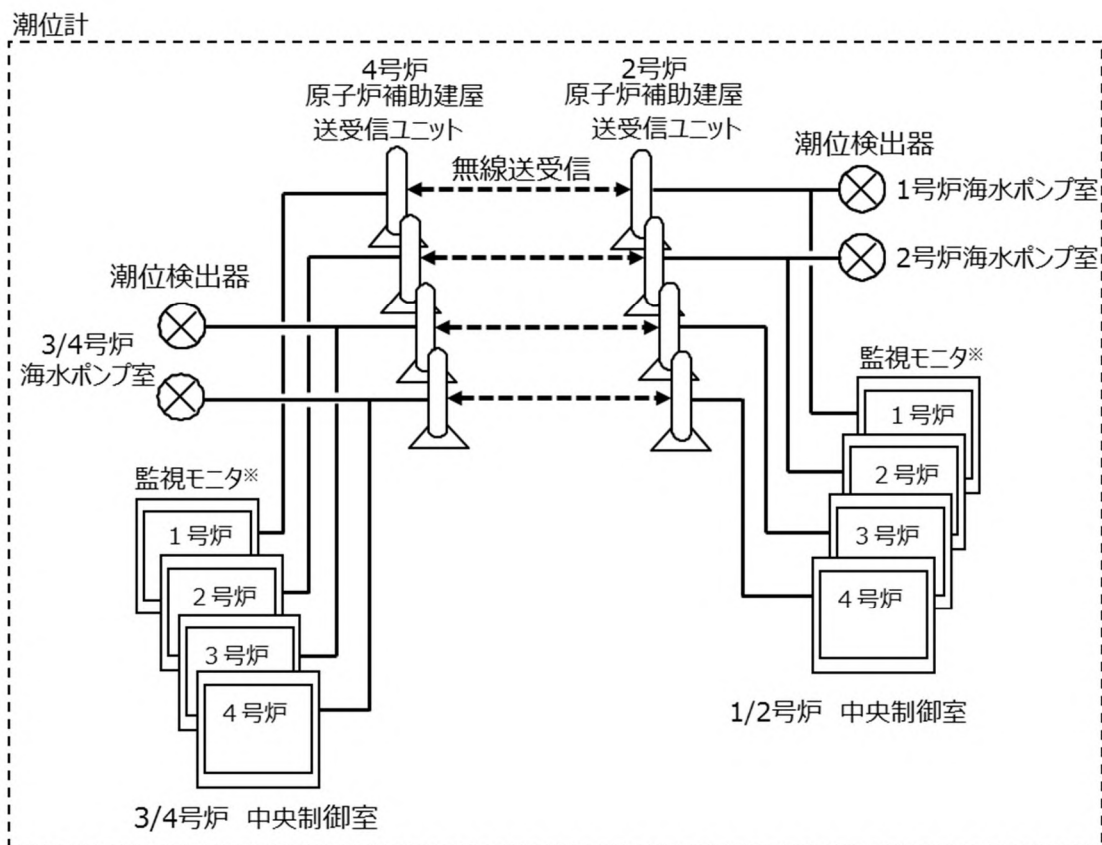 潮位計
4号炉
原子炉補助建屋
送受信ユニット
2号炉
原子炉補助建屋
送受信ユニット
無線送受信
潮位検出器
1号炉海水ポンプ室
2号炉海水ポンプ室
潮位検出器
3/4号炉
海水ポンプ室
監視モニタ※
1号炉
2号炉
3号炉
4号炉
1/2号炉 中央制御室
監視モニタ※
1号炉
2号炉
3号炉
4号炉
3/4号炉 中央制御室